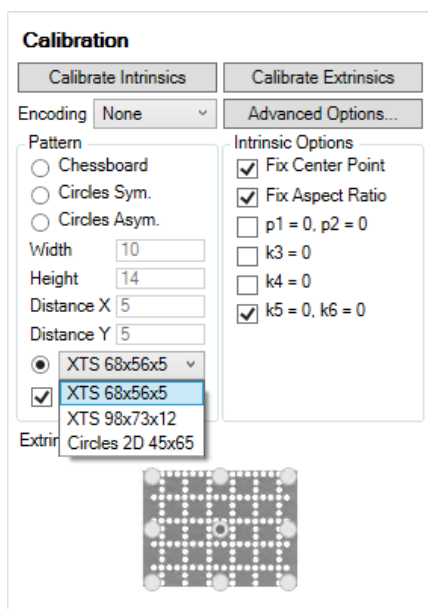 Calibration
Calibrate Intrinsics Calibrate Extrinsics
Encoding None Advanced Options...
Pattern Intrinsic Options
Chessboard Fix Center Point
Circles Sym. Fix Aspect Ratio
Circles Asym. p1 = 0, p2 = 0
Width 10 k3 = 0
Height 14 k4 = 0
Distance X 5 k5 = 0, k6 = 0
Distance Y 5
XTS 68x56x5
XTS 68x56x5
XTS 98x73x12
Extrin Circles 2D 45x65